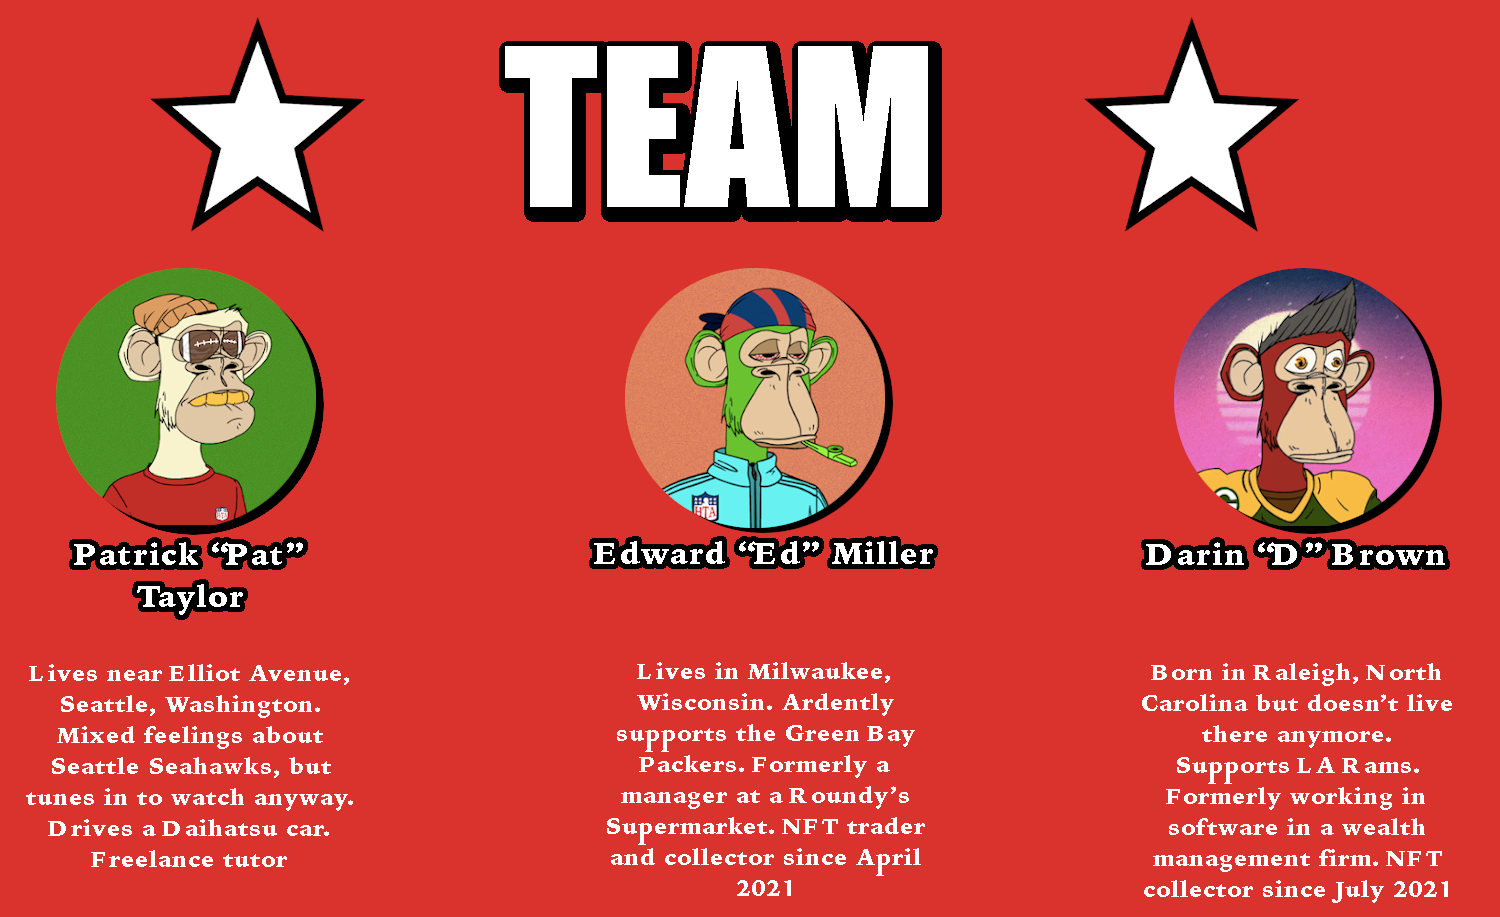 TEAM
Patrick “Pat”
Taylor
Lives near Elliot Avenue,
Seattle, Washington.
Mixed feelings about
Seattle Seahawks, but
tunes in to watch anyway.
Drives a Daihatsu car.
Freelance tutor
HTA
Edward “Ed” Miller
Lives in Milwaukee,
Wisconsin. Ardently
supports the Green Bay
Packers. Formerly a
manager at a Roundy’s
Supermarket. NFT trader
and collector since April
2021
G
Darin “D” Brown
Born in Raleigh, North
Carolina but doesn’t live
there anymore.
Supports LA Rams.
Formerly working in
software in a wealth
management firm. NFT
collector since July 2021